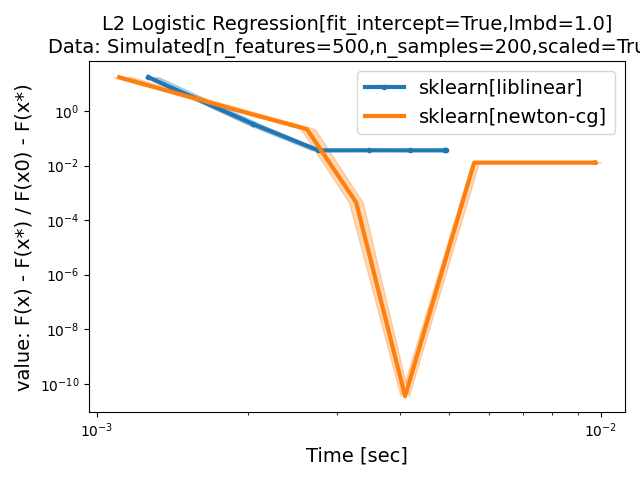 L2 Logistic Regression[fit_intercept=True,lmbd=1.0]
Data: Simulated[n_features=500,n_samples=200,scaled=Tru
sklearn[liblinear]
sklearn[newton-cg]
value: F(x) - F(x*) / F(x0) - F(x*)
10⁰
10⁻²
10⁻⁴
10⁻⁶
10⁻⁸
10⁻¹⁰
10⁻³
10⁻²
Time [sec]